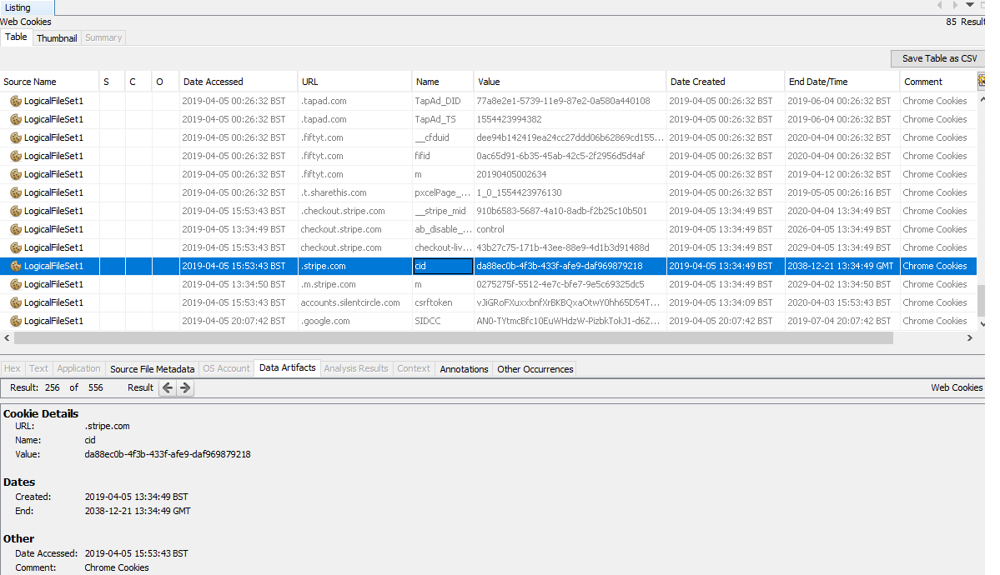 Listing
Web Cookies
85 Result
Table Thumbnail Summary
Save Table as CSV
Source Name S C O Date Accessed URL Name Value Date Created End Date/Time Comment
LogicalFileSet1 2019-04-05 00:26:32 BST .tapad.com TapAd_DID 77a8e2e1-5739-11e9-87e2-0a580a440108 2019-04-05 00:26:32 BST 2019-06-04 00:26:32 BST Chrome Cookies
LogicalFileSet1 2019-04-05 00:26:32 BST .tapad.com TapAd_TS 1554423994382 2019-04-05 00:26:32 BST 2019-06-04 00:26:32 BST Chrome Cookies
LogicalFileSet1 2019-04-05 00:26:32 BST .fiftyt.com __cfduid dee94b142419ea24cc27ddd06b62869cd155... 2019-04-05 00:26:32 BST 2020-04-04 00:26:32 BST Chrome Cookies
LogicalFileSet1 2019-04-05 00:26:32 BST .fiftyt.com fifid 0ac65d91-6b35-45ab-42c5-2f2956d5d4af 2019-04-05 00:26:32 BST 2020-04-04 00:26:32 BST Chrome Cookies
LogicalFileSet1 2019-04-05 00:26:32 BST .fiftyt.com m 20190405002634 2019-04-05 00:26:32 BST 2019-04-12 00:26:32 BST Chrome Cookies
LogicalFileSet1 2019-04-05 00:26:32 BST .t.sharethis.com pxcelPage_... 1_0_1554423976130 2019-04-05 00:26:32 BST 2019-05-05 00:26:16 BST Chrome Cookies
LogicalFileSet1 2019-04-05 15:53:43 BST .checkout.stripe.com __stripe_mid 910b6583-5687-4a10-8adb-f2b25c10b501 2019-04-05 13:34:49 BST 2020-04-04 15:53:43 BST Chrome Cookies
LogicalFileSet1 2019-04-05 13:34:49 BST checkout.stripe.com ab_disable_... control 2019-04-05 13:34:49 BST 2026-04-05 13:34:49 BST Chrome Cookies
LogicalFileSet1 2019-04-05 15:53:43 BST checkout.stripe.com checkout-liv... 43b27c75-171b-43ee-88e9-4d1b3d91488d 2019-04-05 13:34:49 BST 2029-04-05 13:34:49 BST Chrome Cookies
LogicalFileSet1 2019-04-05 15:53:43 BST .stripe.com cid da88ec0b-4f3b-433f-afe9-daf969879218 2019-04-05 13:34:49 BST 2038-12-21 13:34:49 GMT Chrome Cookies
LogicalFileSet1 2019-04-05 13:34:50 BST .m.stripe.com m 0275275f-5512-4e7c-bfe7-9e5c69325dc5 2019-04-05 13:34:49 BST 2029-04-02 13:34:50 BST Chrome Cookies
LogicalFileSet1 2019-04-05 15:53:43 BST accounts.silentcircle.com csrftoken vJiGRoFXuxxbnfXrBKBQxaOtwY0hh65D54T... 2019-04-05 13:34:09 BST 2020-04-03 15:53:43 BST Chrome Cookies
LogicalFileSet1 2019-04-05 20:07:42 BST .google.com SIDCC AN0-TYtmcBfc10EuWHdzW-PizbkTokJ1-d6Z... 2019-04-05 20:07:42 BST 2019-07-04 20:07:42 BST Chrome Cookies
Hex Text Application Source File Metadata OS Account Data Artifacts Analysis Results Context Annotations Other Occurrences
Result: 256 of 556 Result Web Cookies
Cookie Details
URL: .stripe.com
Name: cid
Value: da88ec0b-4f3b-433f-afe9-daf969879218
Dates
Created: 2019-04-05 13:34:49 BST
End: 2038-12-21 13:34:49 GMT
Other
Date Accessed: 2019-04-05 15:53:43 BST
Comment: Chrome Cookies